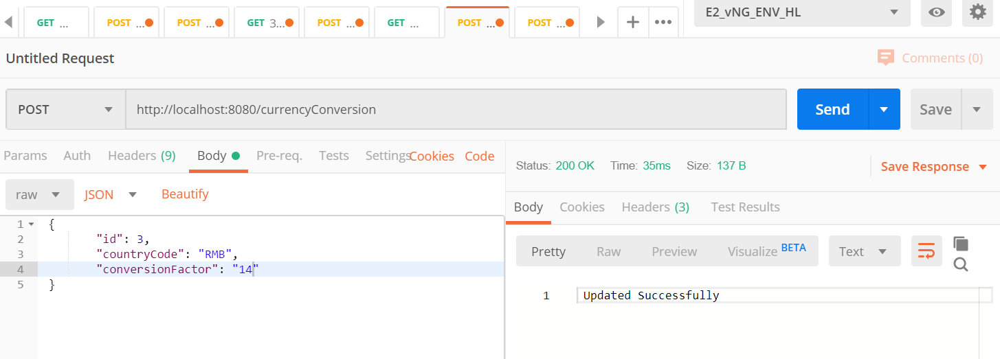 GET ... POST ... POST ... GET 3... POST ... GET ... POST ... POST ... E2_vNG_ENV_HL
Untitled Request Comments (0)
POST http://localhost:8080/currencyConversion Send Save
Params Auth Headers (9) Body Pre-req. Tests Settings Cookies Code
Status: 200 OK Time: 35ms Size: 137 B Save Response
raw JSON Beautify
Body Cookies Headers (3) Test Results
1 {
2 "id": 3,
3 "countryCode": "RMB",
4 "conversionFactor": "14"
5 }
Pretty Raw Preview Visualize BETA Text
1 Updated Successfully